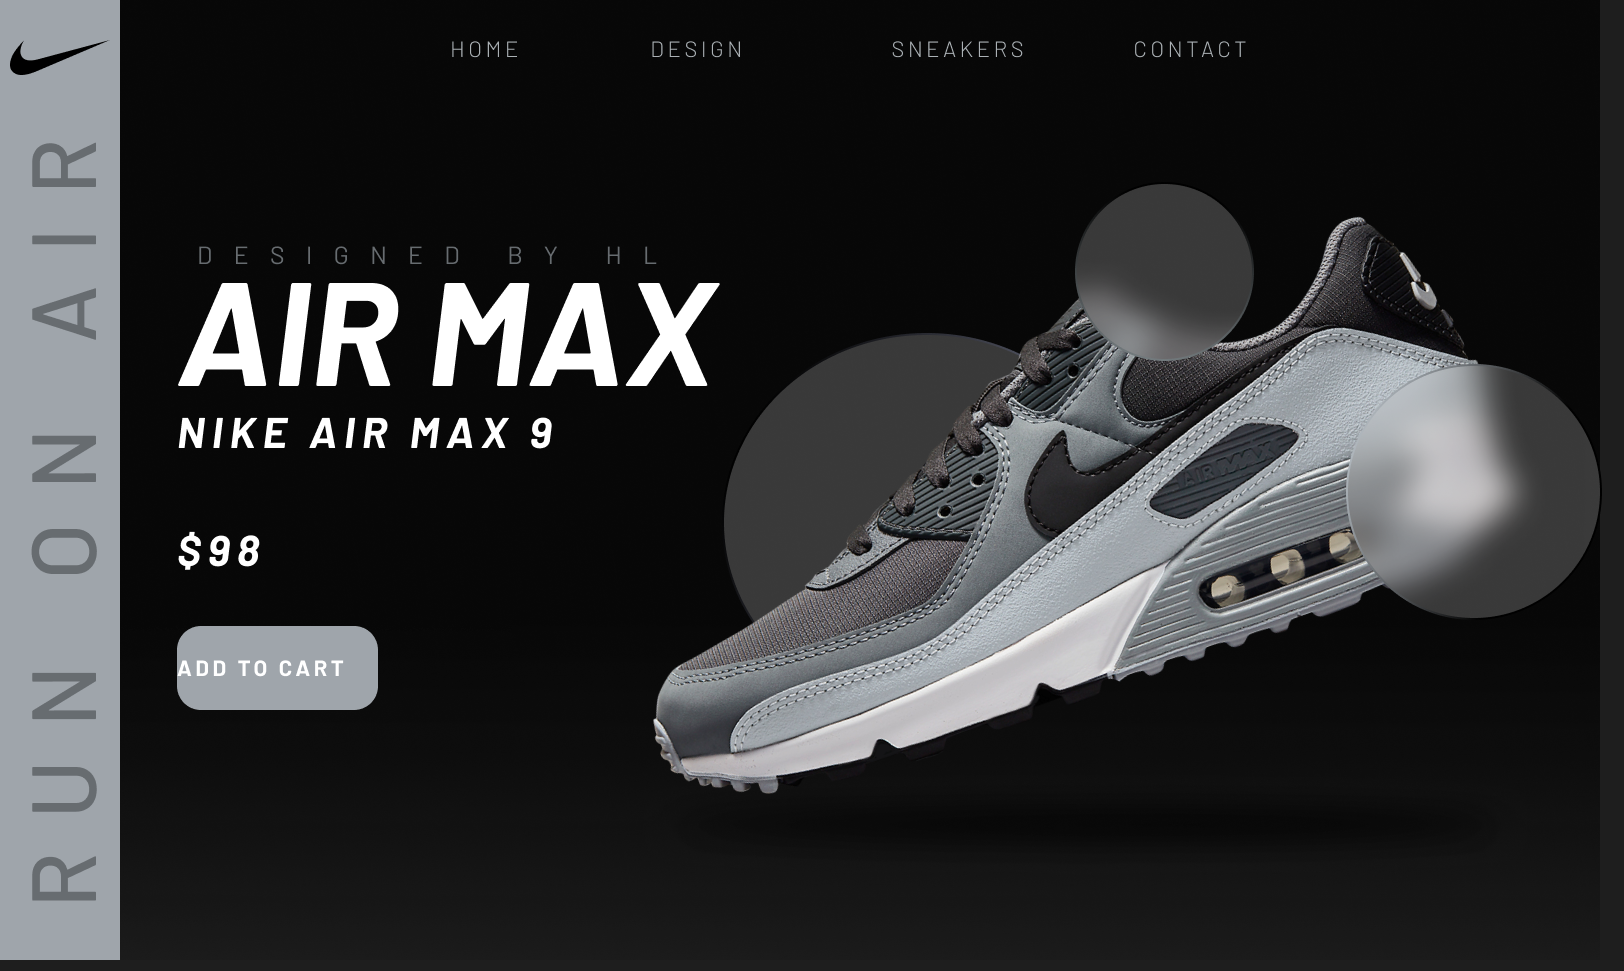 HOME DESIGN SNEAKERS CONTACT
RUN ON AIR
DESIGNED BY HL
AIR MAX
NIKE AIR MAX 9
$98
ADD TO CART
AIR MAX